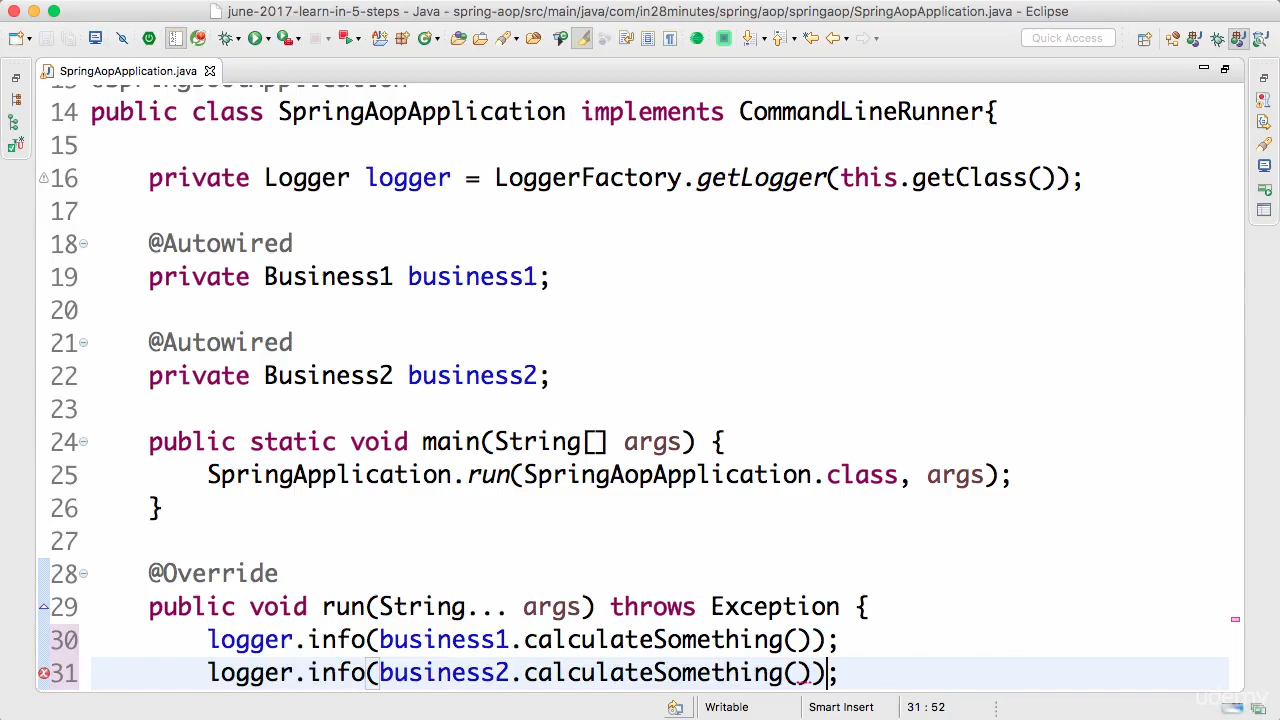 june-2017-learn-in-5-steps - Java - spring-aop/src/main/java/com/in28minutes/spring/aop/springaop/SpringAopApplication.java - Eclipse
Quick Access
SpringAopApplication.java
14 public class SpringAopApplication implements CommandLineRunner{
15
16 private Logger logger = LoggerFactory.getLogger(this.getClass());
17
18 @Autowired
19 private Business1 business1;
20
21 @Autowired
22 private Business2 business2;
23
24 public static void main(String[] args) {
25 SpringApplication.run(SpringAopApplication.class, args);
26 }
27
28 @Override
29 public void run(String... args) throws Exception {
30 logger.info(business1.calculateSomething());
31 logger.info(business2.calculateSomething());
Writable Smart Insert 31 : 52
udemy